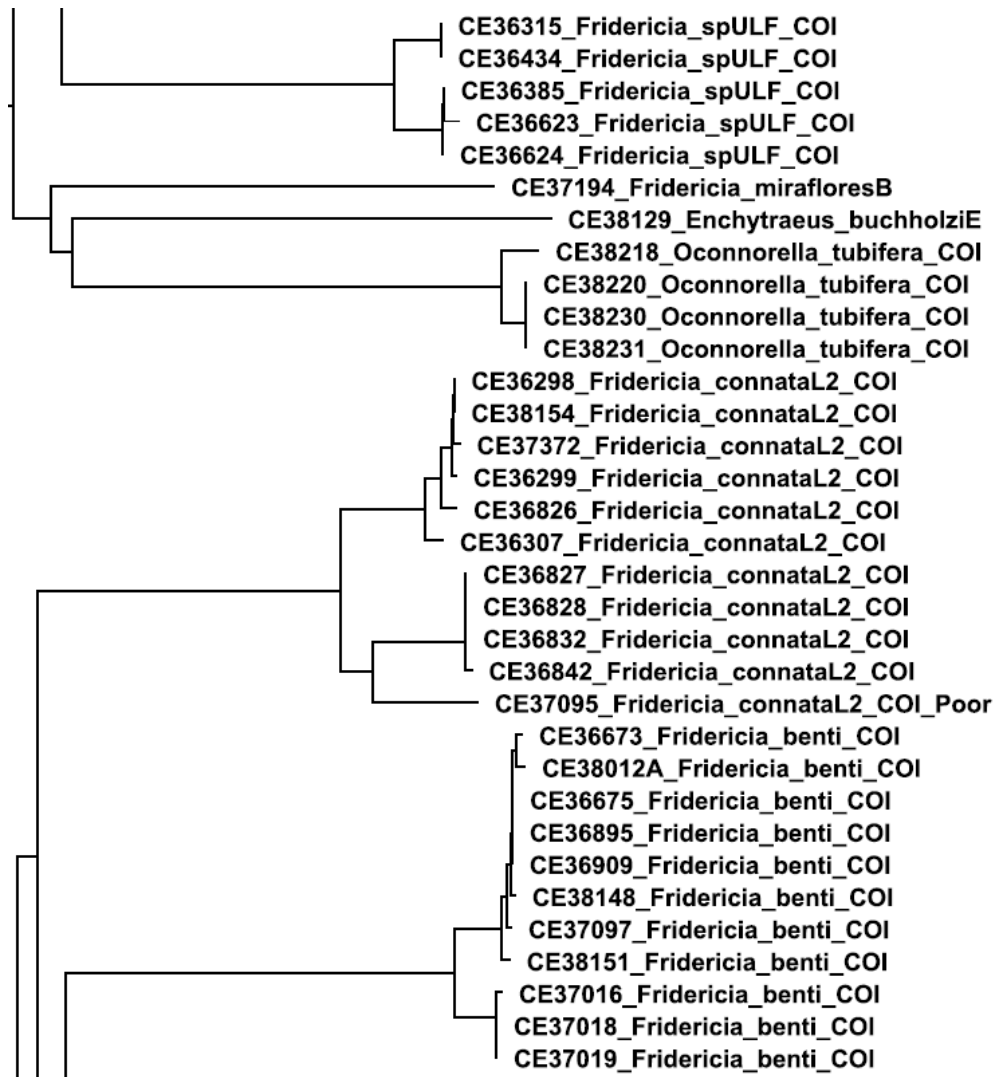 CE36315_Fridericia_spULF_COI
CE36434_Fridericia_spULF_COI
CE36385_Fridericia_spULF_COI
CE36623_Fridericia_spULF_COI
CE36624_Fridericia_spULF_COI
CE37194_Fridericia_mirafloresB
CE38129_Enchytraeus_buchholziE
CE38218_Oconnorella_tubifera_COI
CE38220_Oconnorella_tubifera_COI
CE38230_Oconnorella_tubifera_COI
CE38231_Oconnorella_tubifera_COI
CE36298_Fridericia_connataL2_COI
CE38154_Fridericia_connataL2_COI
CE37372_Fridericia_connataL2_COI
CE36299_Fridericia_connataL2_COI
CE36826_Fridericia_connataL2_COI
CE36307_Fridericia_connataL2_COI
CE36827_Fridericia_connataL2_COI
CE36828_Fridericia_connataL2_COI
CE36832_Fridericia_connataL2_COI
CE36842_Fridericia_connataL2_COI
CE37095_Fridericia_connataL2_COI_Poor
CE36673_Fridericia_benti_COI
CE38012A_Fridericia_benti_COI
CE36675_Fridericia_benti_COI
CE36895_Fridericia_benti_COI
CE36909_Fridericia_benti_COI
CE38148_Fridericia_benti_COI
CE37097_Fridericia_benti_COI
CE38151_Fridericia_benti_COI
CE37016_Fridericia_benti_COI
CE37018_Fridericia_benti_COI
CE37019_Fridericia_benti_COI